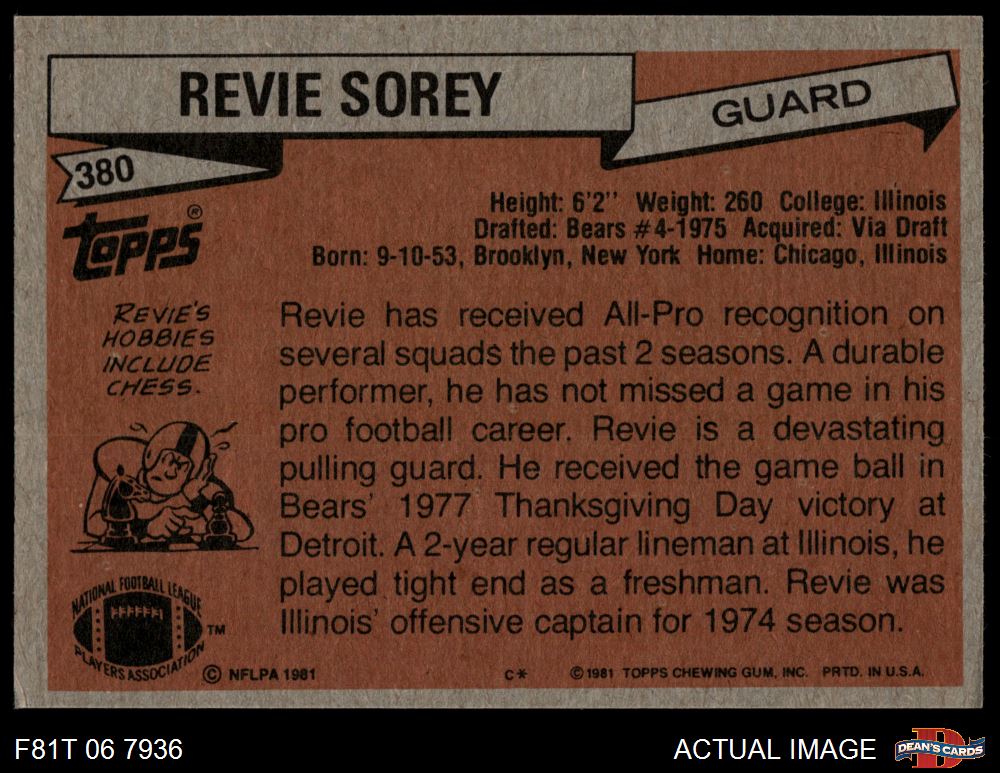 REVIE SOREY
GUARD
380
topps®
Height: 6'2'' Weight: 260 College: Illinois
Drafted: Bears #4-1975 Acquired: Via Draft
Born: 9-10-53, Brooklyn, New York Home: Chicago, Illinois
REVIE'S
HOBBIES
INCLUDE
CHESS.
Revie has received All-Pro recognition on
several squads the past 2 seasons. A durable
performer, he has not missed a game in his
pro football career. Revie is a devastating
pulling guard. He received the game ball in
Bears' 1977 Thanksgiving Day victory at
Detroit. A 2-year regular lineman at Illinois, he
played tight end as a freshman. Revie was
Illinois' offensive captain for 1974 season.
NATIONAL FOOTBALL LEAGUE
PLAYERS ASSOCIATION
TM
© NFLPA 1981
C*
© 1981 TOPPS CHEWING GUM, INC. PRTD. IN U.S.A.
F81T 06 7936
ACTUAL IMAGE
D
DEAN'S CARDS